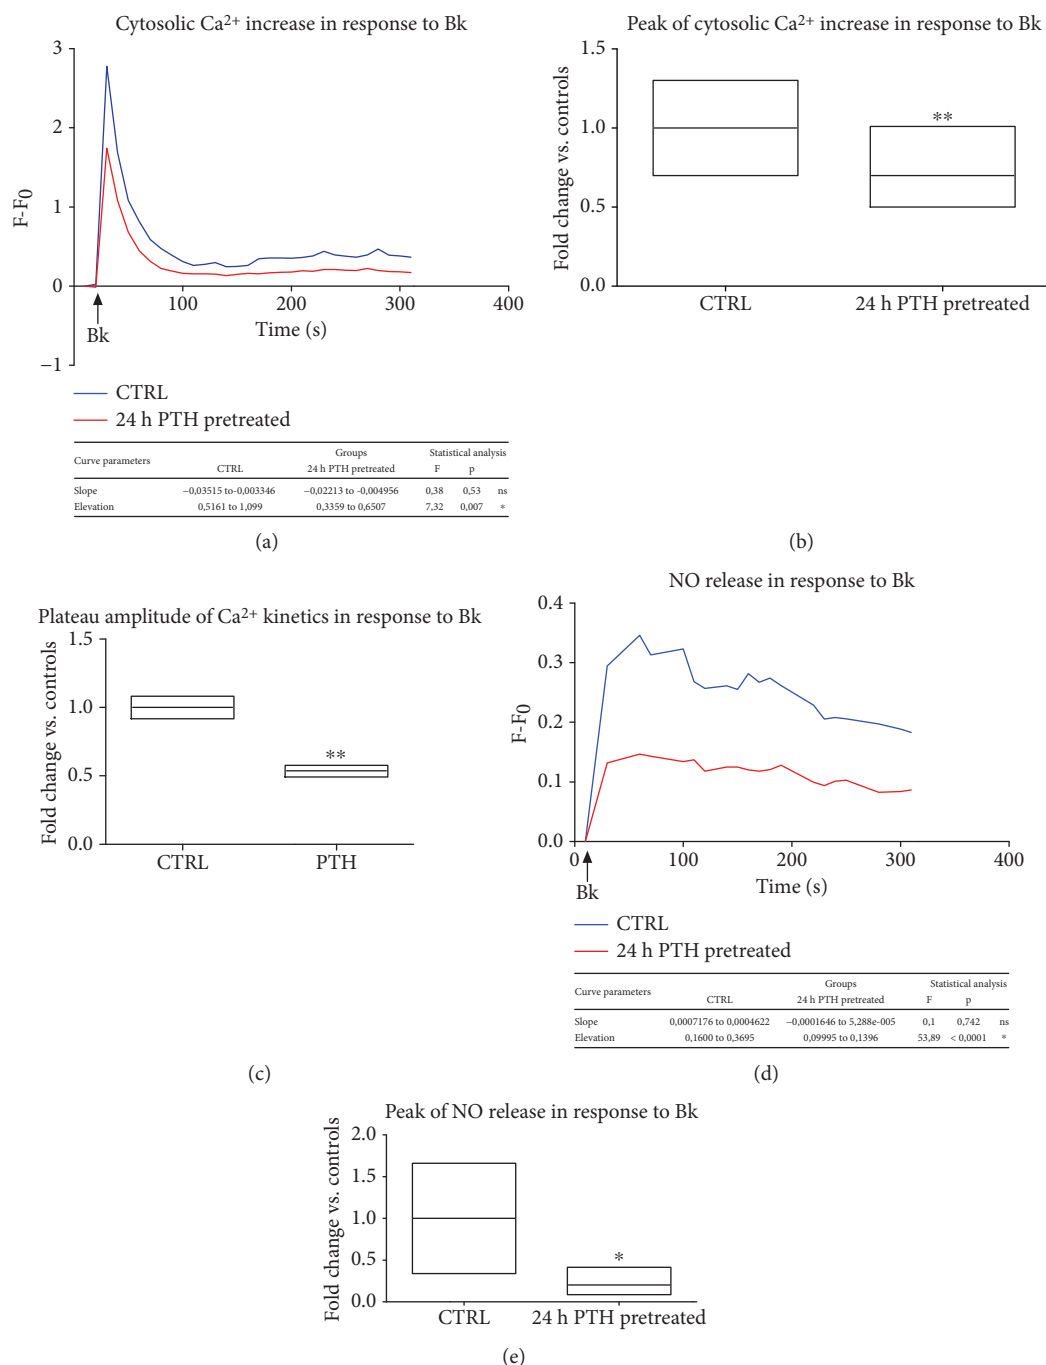 Cytosolic Ca²⁺ increase in response to Bk
3
2
1
0
−1
F-F₀
100
200
300
400
Time (s)
Bk
CTRL
24 h PTH pretreated
Curve parameters Groups Statistical analysis
CTRL 24 h PTH pretreated F p
Slope −0,03515 to-0,003346 −0,02213 to -0,004956 0,38 0,53 ns
Elevation 0,5161 to 1,099 0,3359 to 0,6507 7,32 0,007 *
(a)
Peak of cytosolic Ca²⁺ increase in response to Bk
Fold change vs. controls
1.5
1.0
0.5
0.0
**
CTRL 24 h PTH pretreated
(b)
Plateau amplitude of Ca²⁺ kinetics in response to Bk
Fold change vs. controls
1.5
1.0
0.5
0.0
**
CTRL PTH
(c)
NO release in response to Bk
F-F₀
0.4
0.3
0.2
0.1
0.0
0 100 200 300 400
Time (s)
Bk
CTRL
24 h PTH pretreated
Curve parameters Groups Statistical analysis
CTRL 24 h PTH pretreated F p
Slope 0,0007176 to 0,0004622 −0,0001646 to 5,288e-005 0,1 0,742 ns
Elevation 0,1600 to 0,3695 0,09995 to 0,1396 53,89 < 0,0001 *
(d)
Peak of NO release in response to Bk
Fold change vs. controls
2.0
1.5
1.0
0.5
0.0
*
CTRL 24 h PTH pretreated
(e)